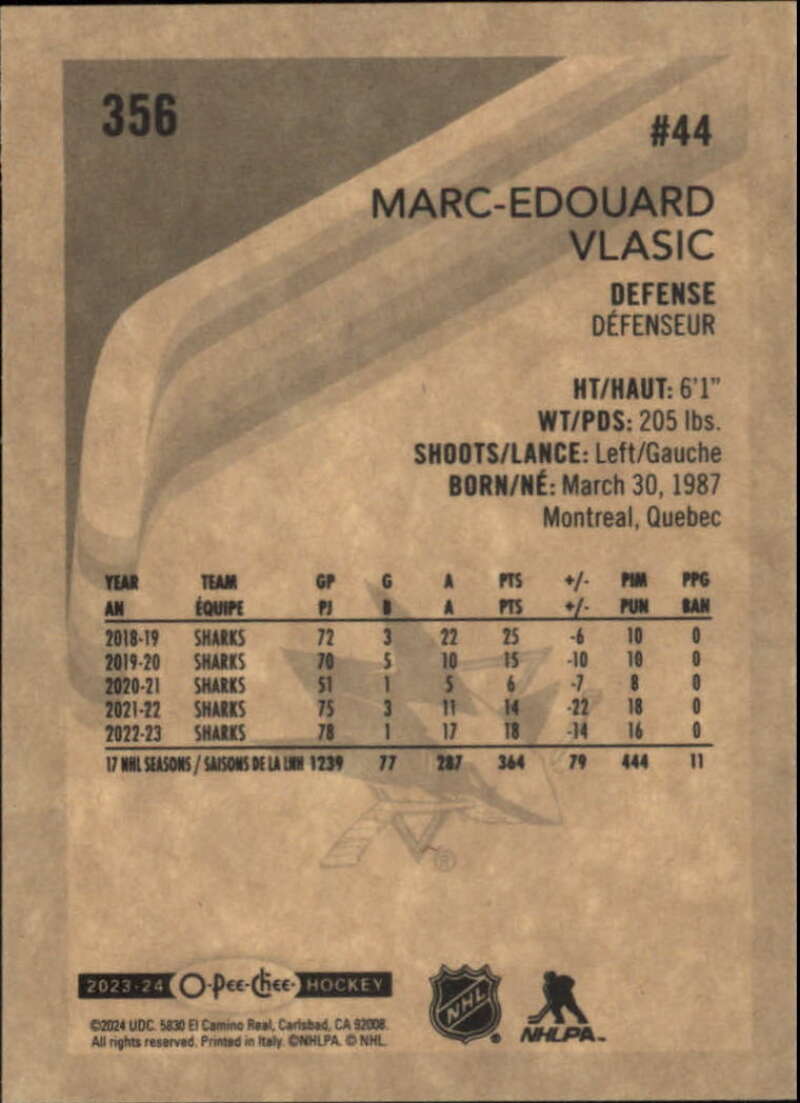 356
#44
MARC-EDOUARD
VLASIC
DEFENSE
DÉFENSEUR
HT/HAUT: 6'1"
WT/PDS: 205 lbs.
SHOOTS/LANCE: Left/Gauche
BORN/NÉ: March 30, 1987
Montreal, Quebec
YEAR TEAM GP G A PTS +/- PIM PPG
AN ÉQUIPE PJ B A PTS +/- PUN BAN
2018-19 SHARKS 72 3 22 25 -6 10 0
2019-20 SHARKS 70 5 10 15 -10 10 0
2020-21 SHARKS 51 1 5 6 -7 8 0
2021-22 SHARKS 75 3 11 14 -22 18 0
2022-23 SHARKS 78 1 17 18 -14 16 0
17 NHL SEASONS / SAISONS DE LA LNH 1239 77 287 364 79 444 11
®
2023-24 O-Pee-Chee HOCKEY
©2024 UDC. 5830 El Camino Real, Carlsbad, CA 92008.
All rights reserved. Printed in Italy. ©NHLPA. © NHL.
NHL
NHLPA